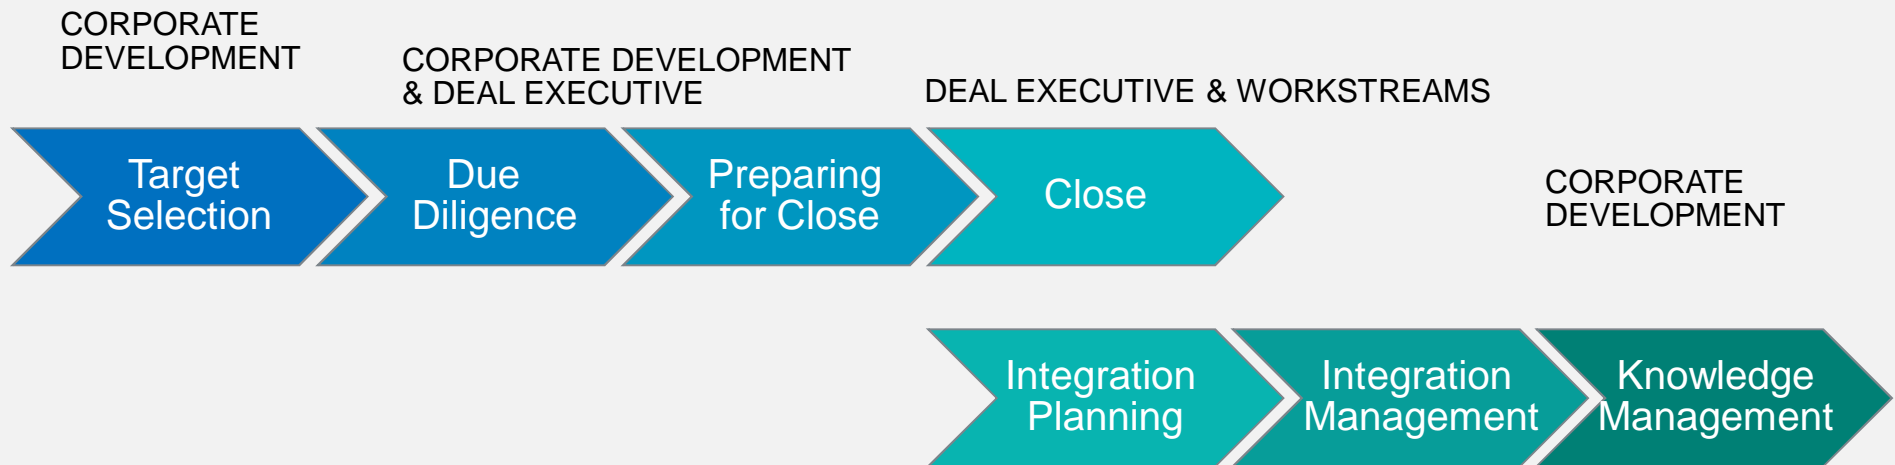 CORPORATE
DEVELOPMENT
CORPORATE DEVELOPMENT
& DEAL EXECUTIVE
DEAL EXECUTIVE & WORKSTREAMS
Target
Selection
Due
Diligence
Preparing
for Close
Close
CORPORATE
DEVELOPMENT
Integration
Planning
Integration
Management
Knowledge
Management